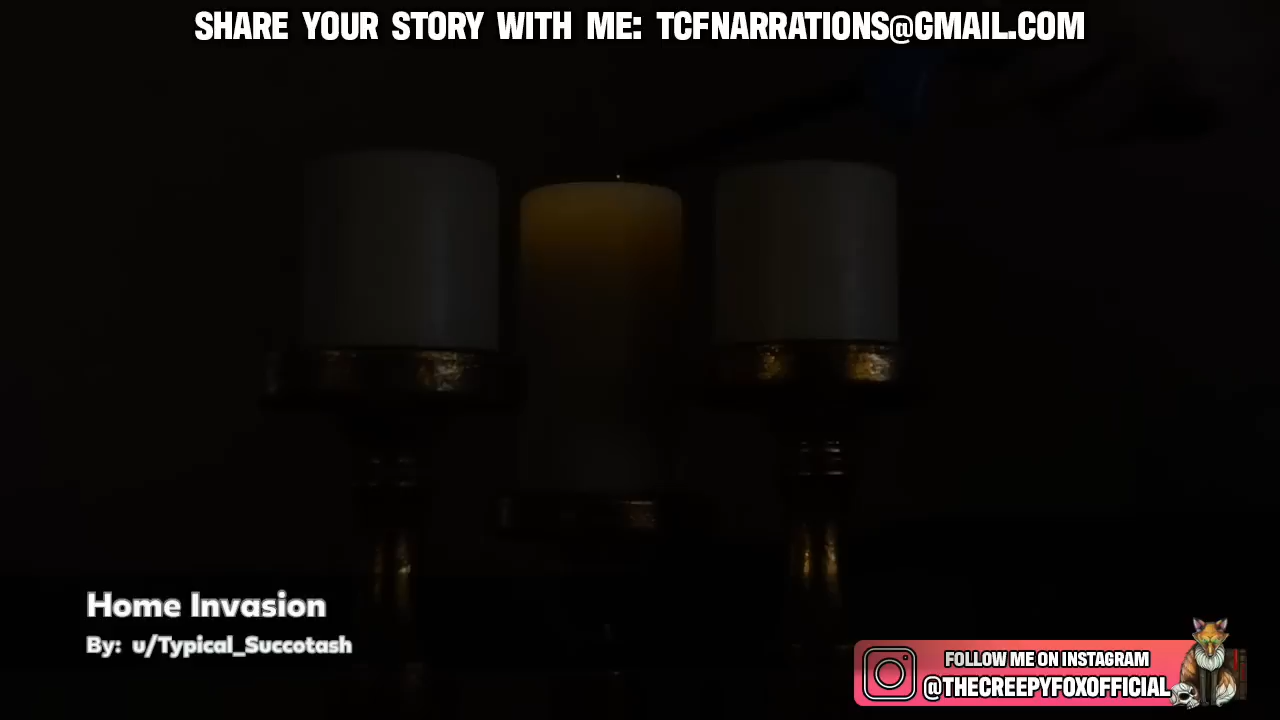 SHARE YOUR STORY WITH ME: TCFNARRATIONS@GMAIL.COM
Home Invasion
By: u/Typical_Succotash
FOLLOW ME ON INSTAGRAM
@THECREEPYFOXOFFICIAL